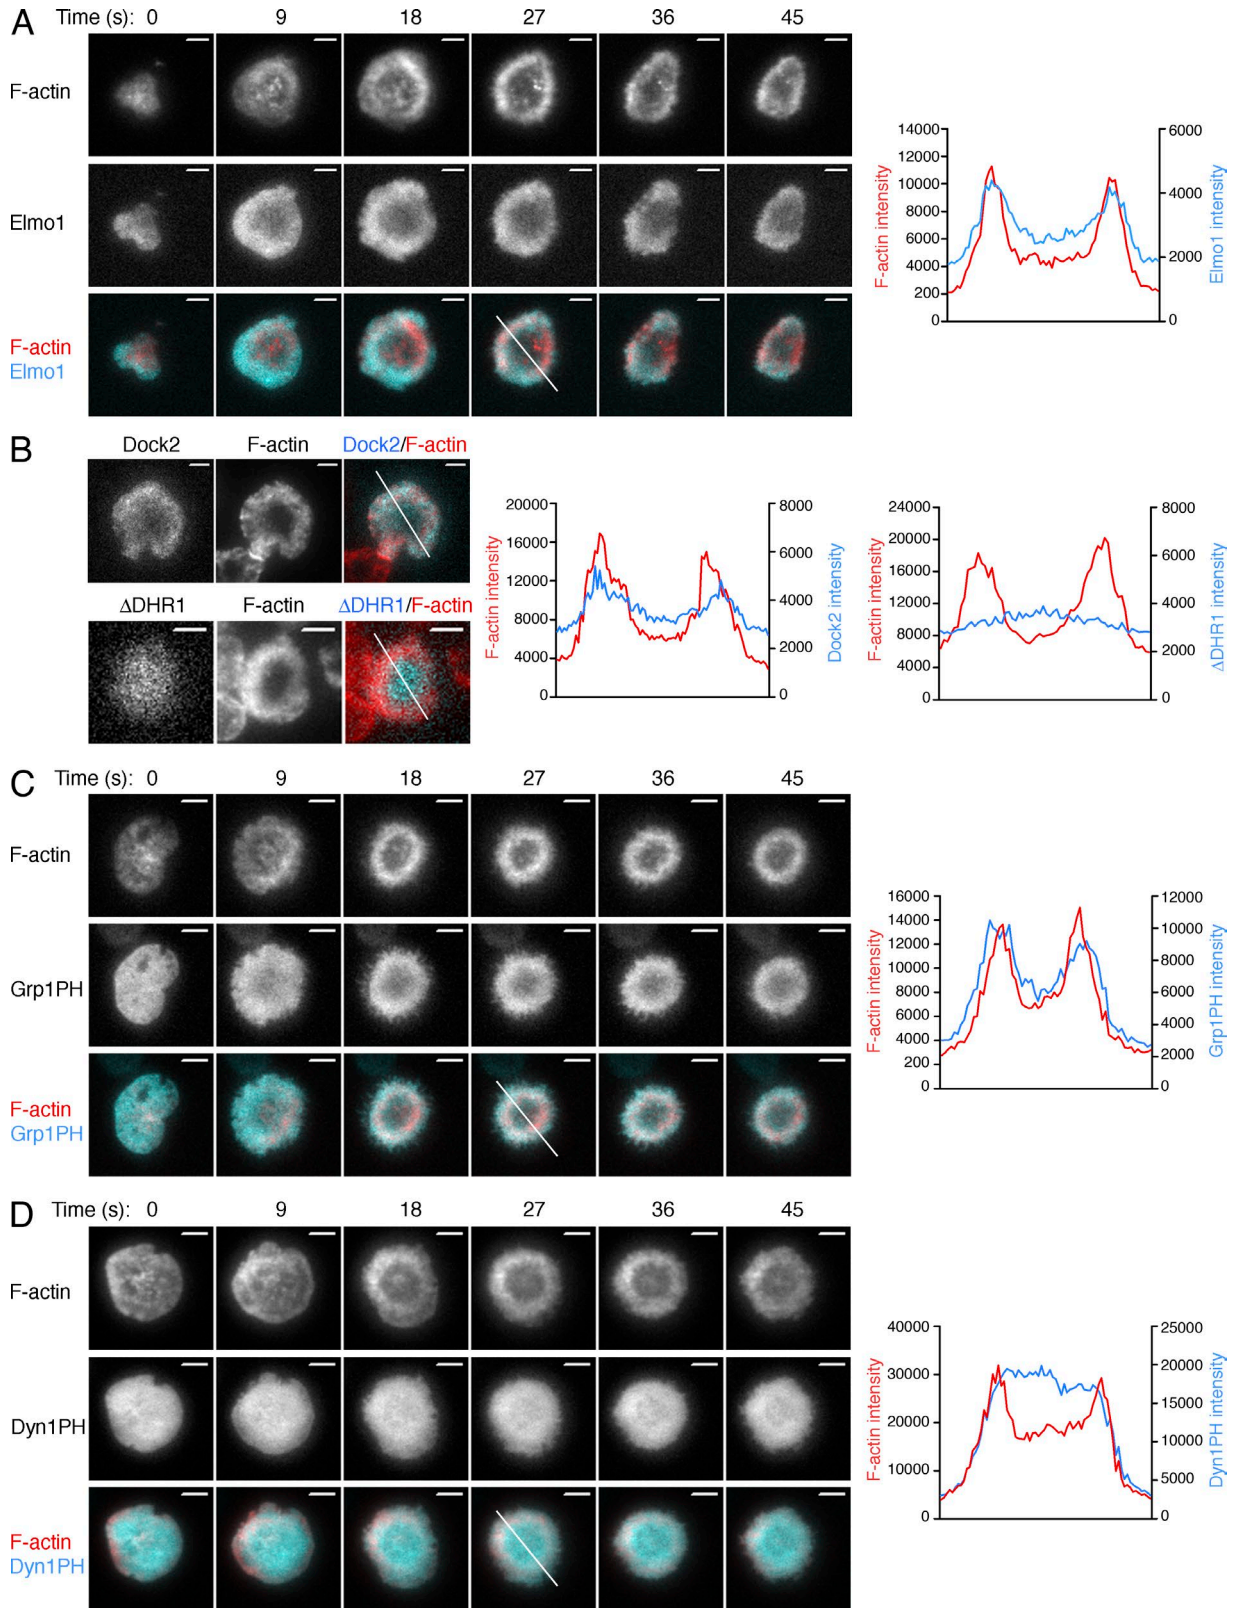 A
Time (s): 0 9 18 27 36 45
F-actin
Elmo1
F-actin
Elmo1
F-actin intensity
14000
12000
10000
8000
6000
4000
200
0
6000
4000
2000
0
Elmo1 intensity
B
Dock2 F-actin Dock2/F-actin
ΔDHR1 F-actin ΔDHR1/F-actin
F-actin intensity
20000
16000
12000
8000
4000
0
8000
6000
4000
2000
0
Dock2 intensity
F-actin intensity
24000
20000
16000
12000
8000
4000
0
8000
6000
4000
2000
0
ΔDHR1 intensity
C
Time (s): 0 9 18 27 36 45
F-actin
Grp1PH
F-actin
Grp1PH
F-actin intensity
16000
14000
12000
10000
8000
6000
4000
200
0
12000
10000
8000
6000
4000
2000
0
Grp1PH intensity
D
Time (s): 0 9 18 27 36 45
F-actin
Dyn1PH
F-actin
Dyn1PH
F-actin intensity
40000
30000
20000
10000
0
25000
20000
15000
10000
5000
0
Dyn1PH intensity